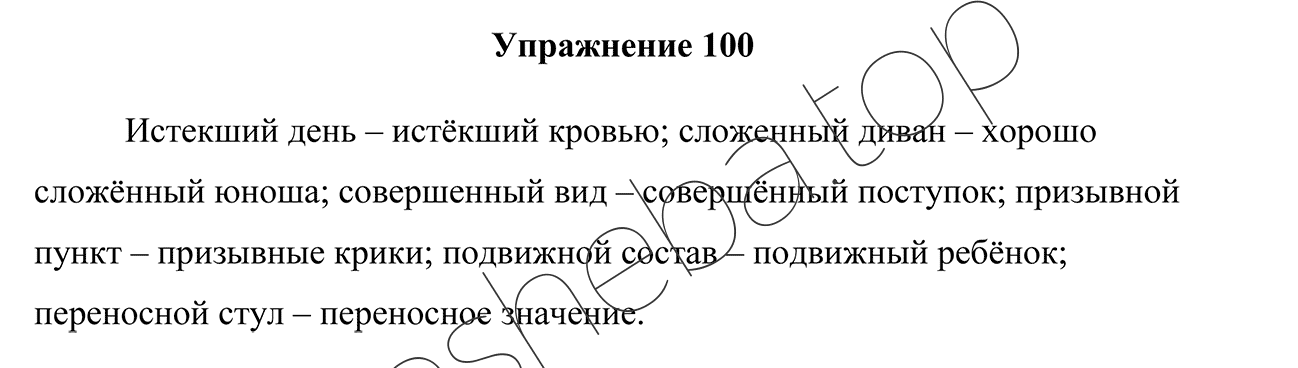 Упражнение 100
Истекший день – истёкший кровью; сложенный диван – хорошо
сложённый юноша; совершенный вид – совершённый поступок; призывной
пункт – призывные крики; подвижной состав – подвижный ребёнок;
переносной стул – переносное значение.